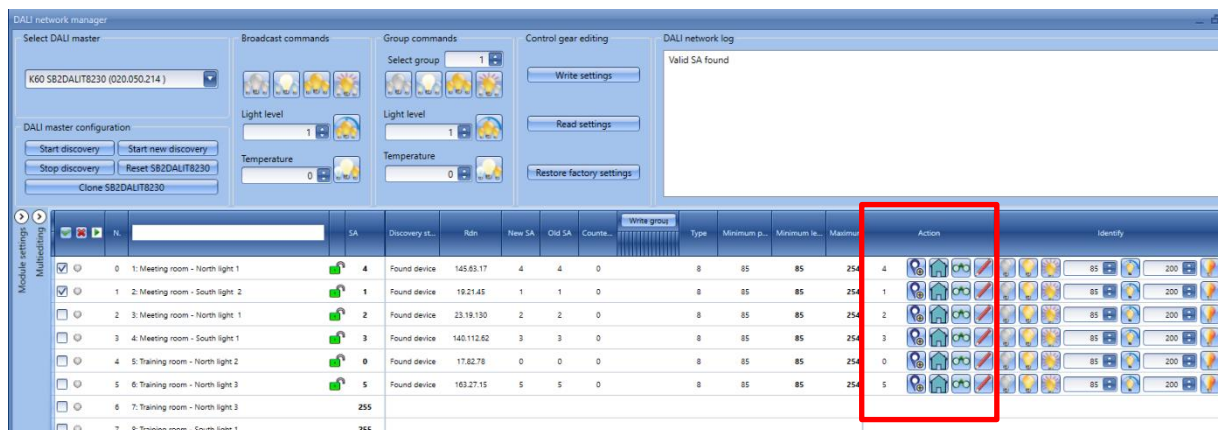 DALI network manager
Select DALI master
K60 SB2DALIT8230 (020.050.214 )
DALI master configuration
Start discovery Start new discovery
Stop discovery Reset SB2DALIT8230
Clone SB2DALIT8230
Broadcast commands
Light level
1
Temperature
0
Group commands
Select group 1
Light level
1
Temperature
0
Control gear editing
Write settings
Read settings
Restore factory settings
DALI network log
Valid SA found
Module settings
Multiediting
N. SA Discovery st... Rdn New SA Old SA Counte... Write group Type Minimum p... Minimum le... Maximum Action Identify
0 1: Meeting room - North light 1 4 Found device 145.63.17 4 4 0 8 85 85 254 4 85 200
1 2: Meeting room - South light 2 1 Found device 19.21.45 1 1 0 8 85 85 254 1 85 200
2 3: Meeting room - North light 1 2 Found device 23.19.130 2 2 0 8 85 85 254 2 85 200
3 4: Meeting room - South light 1 3 Found device 140.112.62 3 3 0 8 85 85 254 3 85 200
4 5: Training room - North light 2 0 Found device 17.82.78 0 0 0 8 85 85 254 0 85 200
5 6: Training room - North light 3 5 Found device 163.27.15 5 5 0 8 85 85 254 5 85 200
6 7: Training room - North light 3 255
7 8: Training room - South light 1 255